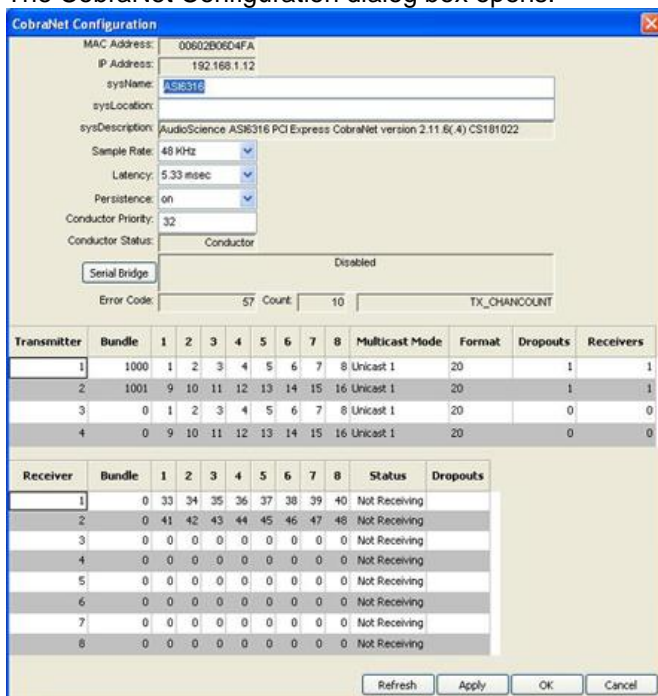 The CobraNet Configuration dialog box opens.
CobraNet Configuration
MAC Address: 00602B06D4FA
IP Address: 192.168.1.12
sysName: ASI6316
sysLocation:
sysDescription: AudioScience ASI6316 PCI Express CobraNet version 2.11.6(.4) CS181022
Sample Rate: 48 KHz
Latency: 5.33 msec
Persistence: on
Conductor Priority: 32
Conductor Status: Conductor
Serial Bridge Disabled
Error Code: 57 Count: 10 TX_CHANCOUNT
Transmitter Bundle 1 2 3 4 5 6 7 8 Multicast Mode Format Dropouts Receivers
1 1000 1 2 3 4 5 6 7 8 Unicast 1 20 1 1
2 1001 9 10 11 12 13 14 15 16 Unicast 1 20 1 1
3 0 1 2 3 4 5 6 7 8 Unicast 1 20 0 0
4 0 9 10 11 12 13 14 15 16 Unicast 1 20 0 0
Receiver Bundle 1 2 3 4 5 6 7 8 Status Dropouts
1 0 33 34 35 36 37 38 39 40 Not Receiving
2 0 41 42 43 44 45 46 47 48 Not Receiving
3 0 0 0 0 0 0 0 0 0 Not Receiving
4 0 0 0 0 0 0 0 0 0 Not Receiving
5 0 0 0 0 0 0 0 0 0 Not Receiving
6 0 0 0 0 0 0 0 0 0 Not Receiving
7 0 0 0 0 0 0 0 0 0 Not Receiving
8 0 0 0 0 0 0 0 0 0 Not Receiving
Refresh Apply OK Cancel